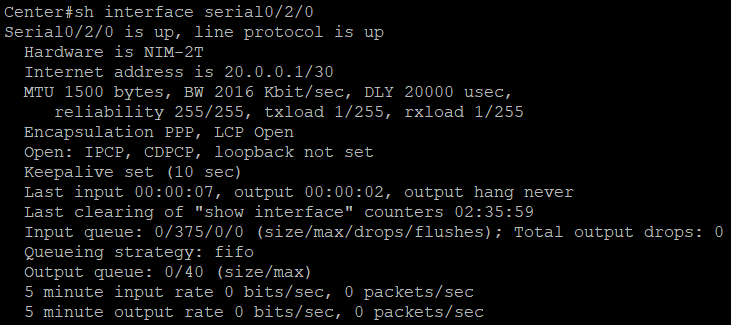 Center#sh interface serial0/2/0
Serial0/2/0 is up, line protocol is up
Hardware is NIM-2T
Internet address is 20.0.0.1/30
MTU 1500 bytes, BW 2016 Kbit/sec, DLY 20000 usec,
reliability 255/255, txload 1/255, rxload 1/255
Encapsulation PPP, LCP Open
Open: IPCP, CDPCP, loopback not set
Keepalive set (10 sec)
Last input 00:00:07, output 00:00:02, output hang never
Last clearing of "show interface" counters 02:35:59
Input queue: 0/375/0/0 (size/max/drops/flushes); Total output drops: 0
Queueing strategy: fifo
Output queue: 0/40 (size/max)
5 minute input rate 0 bits/sec, 0 packets/sec
5 minute output rate 0 bits/sec, 0 packets/sec